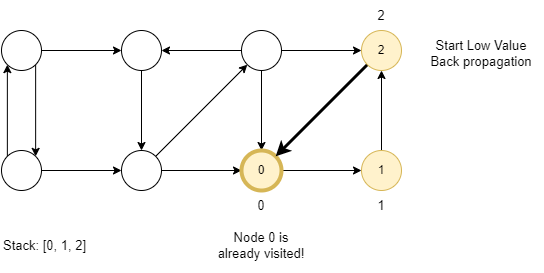 2
2
Start Low Value
Back propagation
0
1
0
1
Stack: [0, 1, 2]
Node 0 is
already visited!